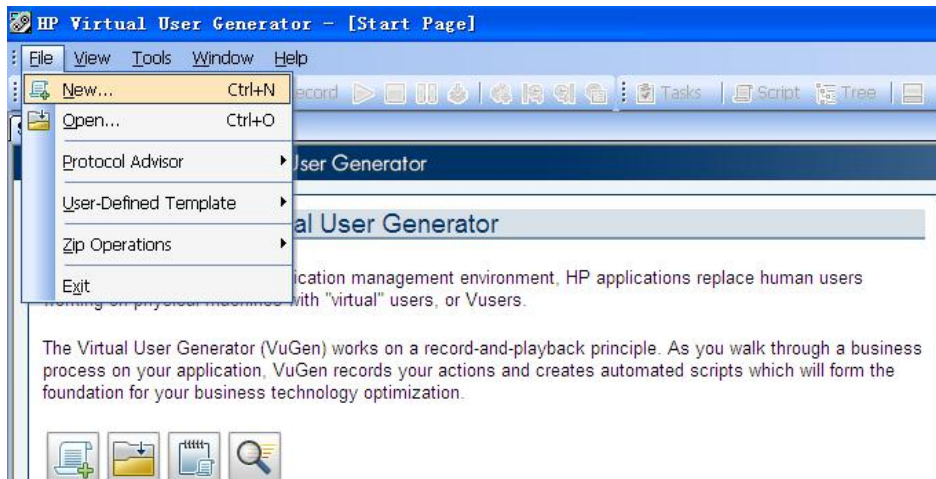 HP Virtual User Generator - [Start Page]
File View Tools Window Help
New... Ctrl+N
ecord Tasks Script Tree
Open... Ctrl+O
Protocol Advisor
User Generator
User-Defined Template
al User Generator
Zip Operations
Exit
ication management environment, HP applications replace human users
with "virtual" users, or Vusers.
The Virtual User Generator (VuGen) works on a record-and-playback principle. As you walk through a business
process on your application, VuGen records your actions and creates automated scripts which will form the
foundation for your business technology optimization.